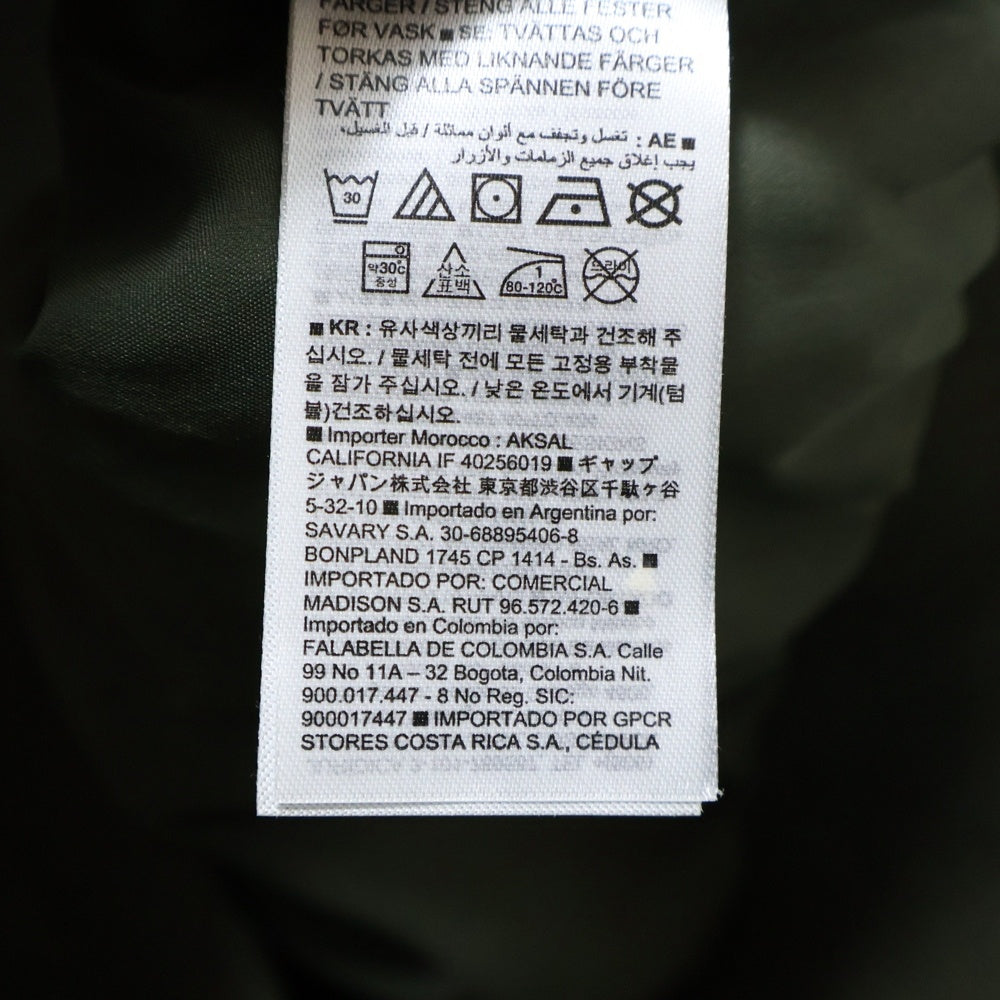 FARGER / STENG ALLE FESTER
FØR VASK ■ SE: TVÄTTAS OCH
TORKAS MED LIKNANDE FÄRGER
/ STÄNG ALLA SPÄNNEN FÖRE
TVÄTT
■ AE : تغسل وتجفف مع ألوان مماثلة / قبل الغسيل،
يجب إغلاق جميع الزمامات والأزرار
30
약30℃ 중성
산소 표백
1 80-120℃
드라이
■ KR : 유사색상끼리 물세탁과 건조해 주
십시오. / 물세탁 전에 모든 고정용 부착물
을 잠가 주십시오. / 낮은 온도에서 기계(텀
블)건조하십시오.
■ Importer Morocco : AKSAL
CALIFORNIA IF 40256019 ■ ギャップ
ジャパン株式会社 東京都渋谷区千駄ヶ谷
5-32-10 ■ Importado en Argentina por:
SAVARY S.A. 30-68895406-8
BONPLAND 1745 CP 1414 - Bs. As. ■
IMPORTADO POR: COMERCIAL
MADISON S.A. RUT 96.572.420-6 ■
Importado en Colombia por:
FALABELLA DE COLOMBIA S.A. Calle
99 No 11A – 32 Bogota, Colombia Nit.
900.017.447 - 8 No Reg. SIC:
900017447 ■ IMPORTADO POR GPCR
STORES COSTA RICA S.A., CÉDULA